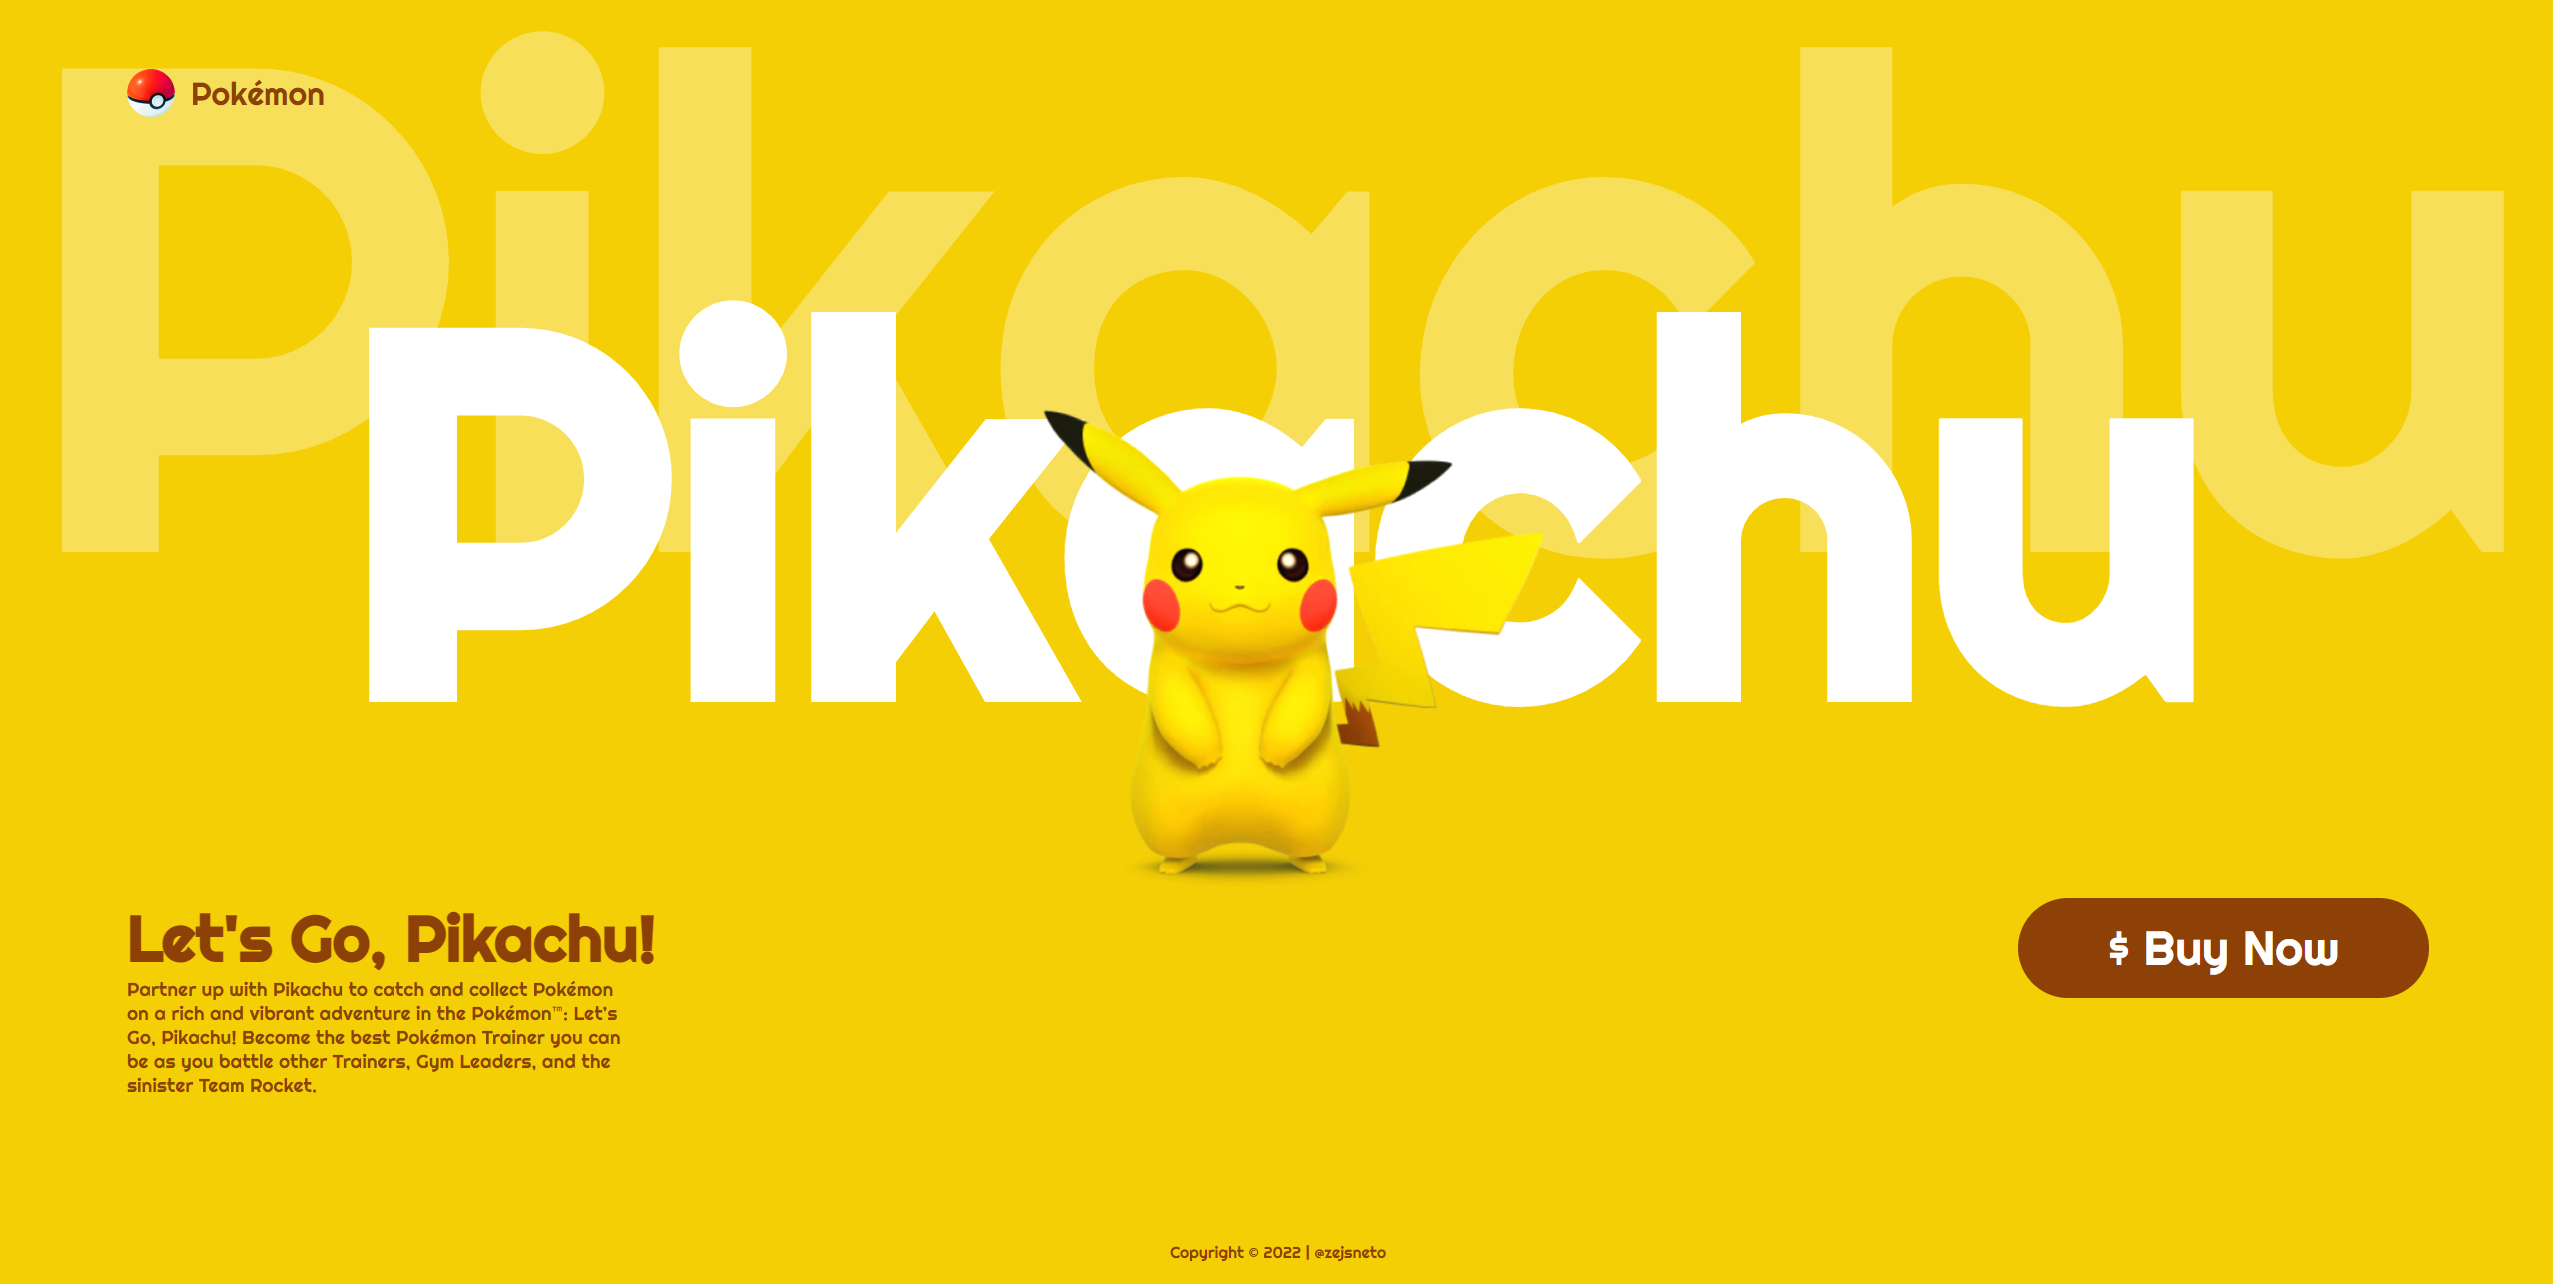 Pokémon
Pikachu
Pikachu
Let's Go, Pikachu!
Partner up with Pikachu to catch and collect Pokémon
on a rich and vibrant adventure in the Pokémon™: Let's
Go, Pikachu! Become the best Pokémon Trainer you can
be as you battle other Trainers, Gym Leaders, and the
sinister Team Rocket.
$ Buy Now
Copyright © 2022 | @zejsneto